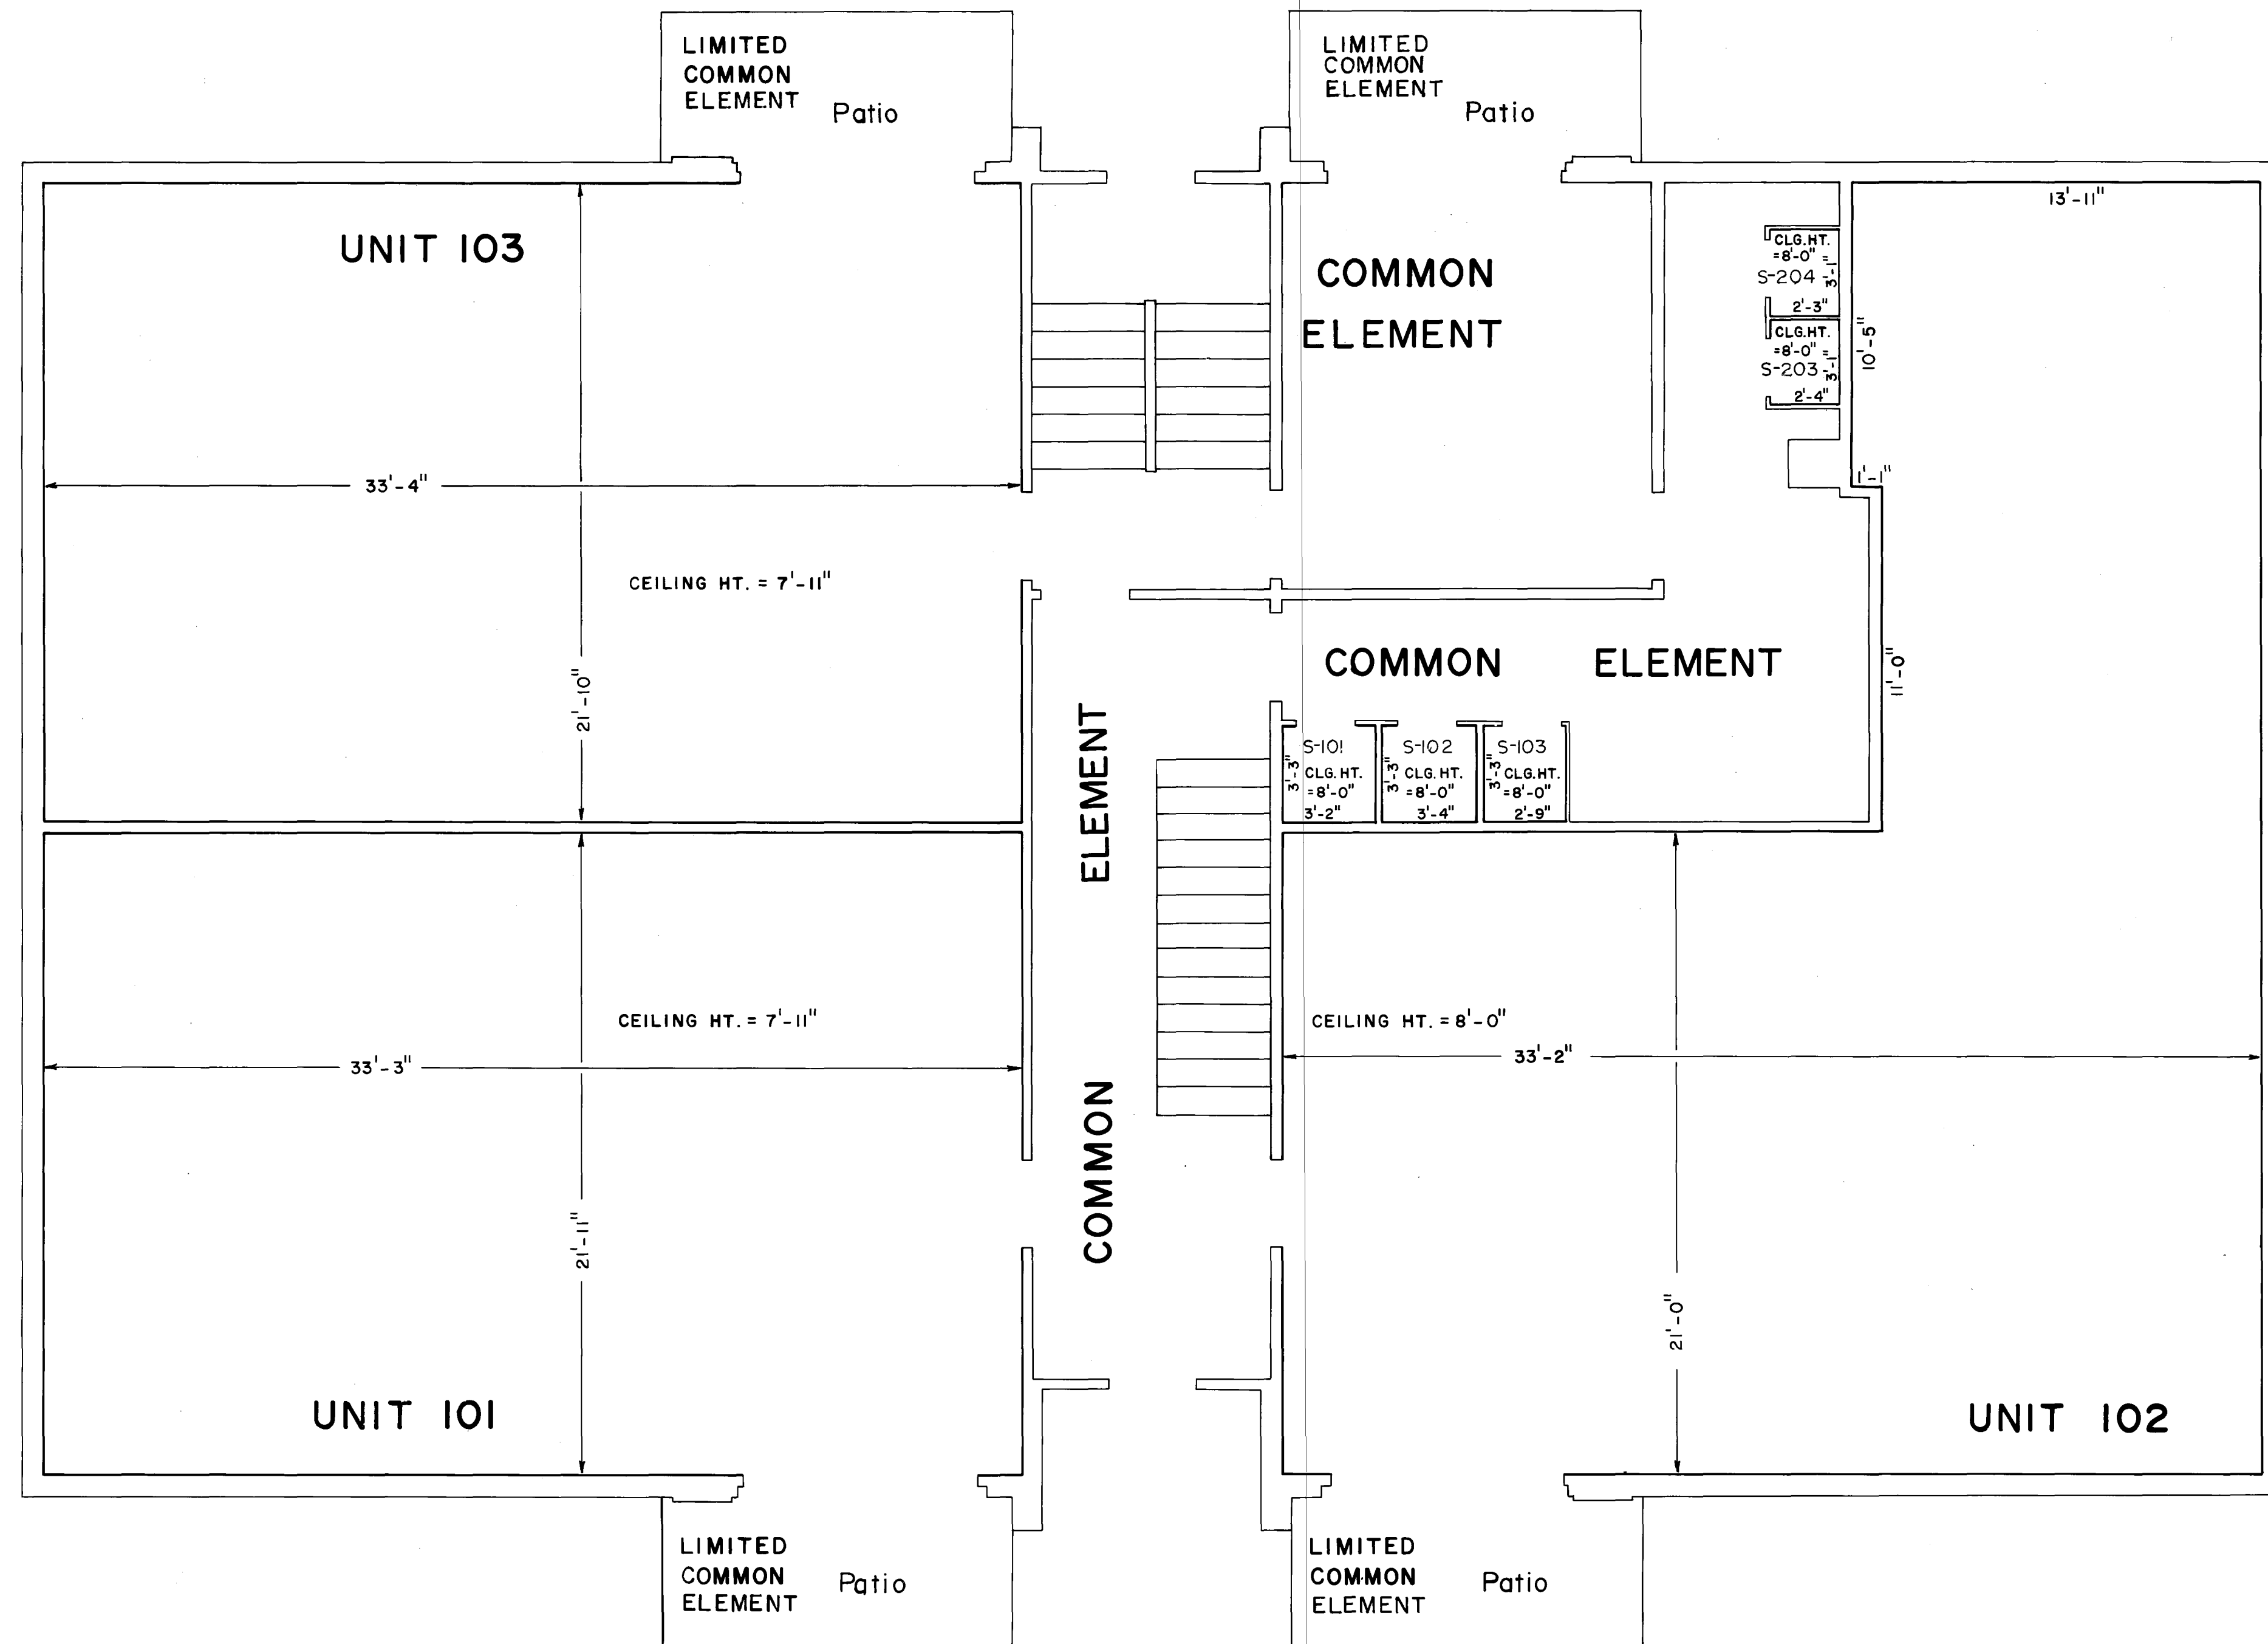 LIMITED
COMMON
ELEMENT
Patio
LIMITED
COMMON
ELEMENT
Patio
UNIT 103
COMMON
ELEMENT
13'-11"
CLG.HT.
=8'-0"
S-204
3'-1"
2'-3"
CLG.HT.
=8'-0"
S-203
3'-1"
2'-4"
10'-5"
1'-1"
33'-4"
CEILING HT. = 7'-11"
21'-10"
COMMON ELEMENT
11'-0"
S-101
3'-3"
CLG.HT.
=8'-0"
3'-2"
S-102
3'-3"
CLG.HT.
=8'-0"
3'-4"
S-103
3'-3"
CLG.HT.
=8'-0"
2'-9"
COMMON ELEMENT
CEILING HT. = 7'-11"
33'-3"
21'-11"
CEILING HT. = 8'-0"
33'-2"
21'-0"
UNIT 101
UNIT 102
LIMITED
COMMON
ELEMENT
Patio
LIMITED
COMMON
ELEMENT
Patio